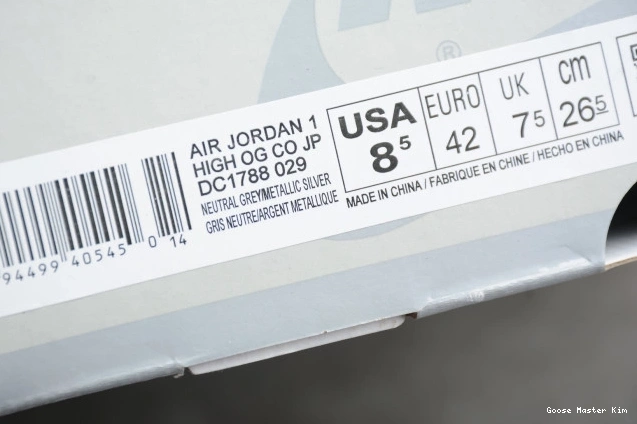 AIR JORDAN 1
HIGH OG CO JP
DC1788 029
NEUTRAL GREY/METALLIC SILVER
GRIS NEUTRE/ARGENT METALLIQUE
USA
8⁵
EURO
42
UK
7⁵
cm
26⁵
MADE IN CHINA / FABRIQUE EN CHINE / HECHO EN CHINA
94499 40545 0 14
®
Goose Master Kim